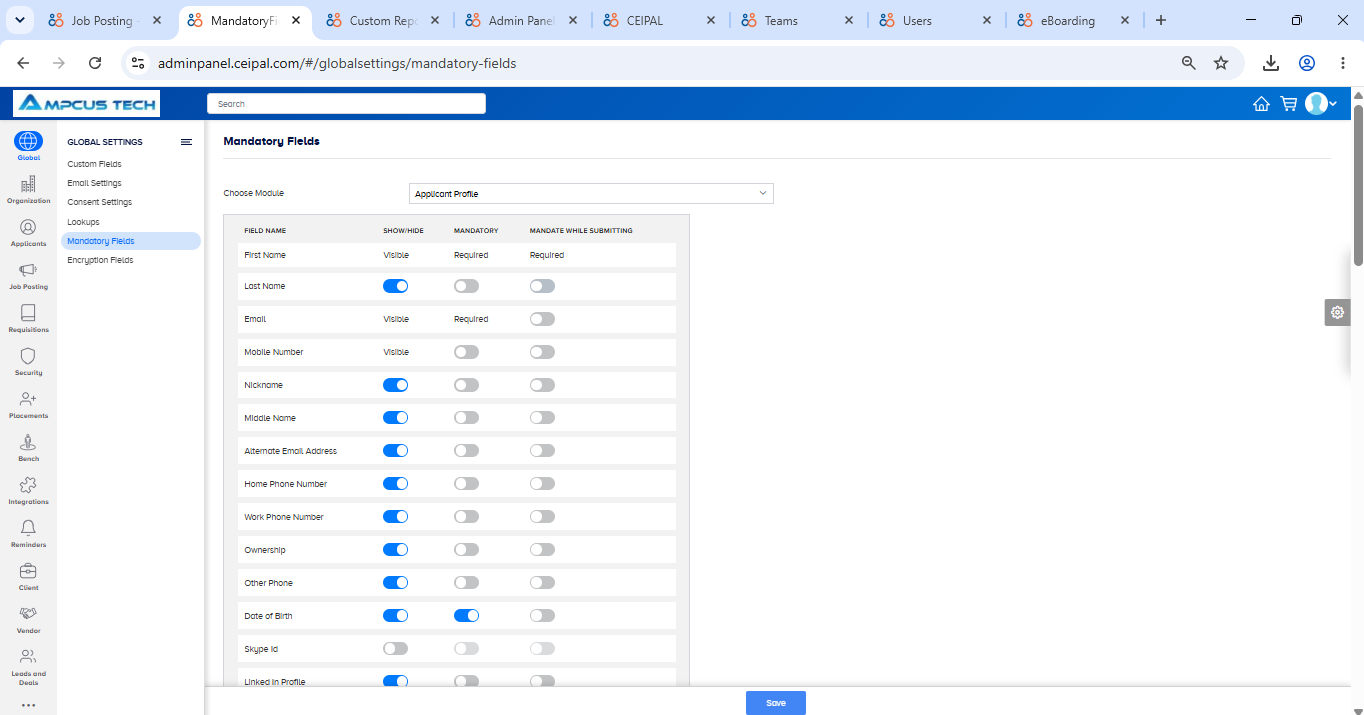 Job Posting
MandatoryFi
Custom Repo
Admin Panel
CEIPAL
Teams
Users
eBoarding
adminpanel.ceipal.com/#/globalsettings/mandatory-fields
AMPCUS TECH
Search
Global
Organization
Applicants
Job Posting
Requisitions
Security
Placements
Bench
Integrations
Reminders
Client
Vendor
Leads and
Deals
GLOBAL SETTINGS
Custom Fields
Email Settings
Consent Settings
Lookups
Mandatory Fields
Encryption Fields
Mandatory Fields
Choose Module Applicant Profile
FIELD NAME SHOW/HIDE MANDATORY MANDATE WHILE SUBMITTING
First Name Visible Required Required
Last Name
Email Visible Required
Mobile Number Visible
Nickname
Middle Name
Alternate Email Address
Home Phone Number
Work Phone Number
Ownership
Other Phone
Date of Birth
Skype Id
Linked In Profile
Save